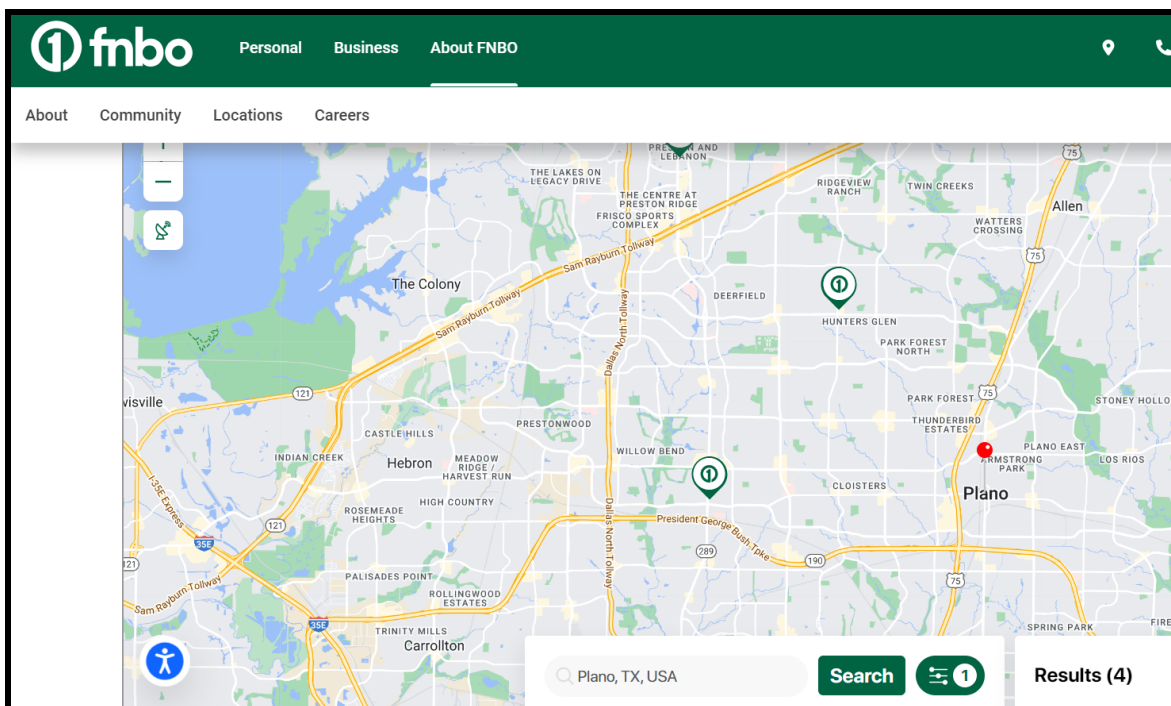 fnbo
Personal
Business
About FNBO
About
Community
Locations
Careers
PRESTON AND
LEBANON
75
THE LAKES ON
LEGACY DRIVE
THE CENTRE AT
PRESTON RIDGE
FRISCO SPORTS
COMPLEX
RIDGEVIEW
RANCH
TWIN CREEKS
Allen
WATTERS
CROSSING
Sam Rayburn Tollway
75
The Colony
Sam Rayburn Tollway
DEERFIELD
Dallas North Tollway
HUNTERS GLEN
PARK FOREST
NORTH
121
visville
PARK FOREST
75
STONEY HOLLO
PRESTONWOOD
THUNDERBIRD
ESTATES
CASTLE HILLS
WILLOW BEND
PLANO EAST
INDIAN CREEK
Hebron
MEADOW
RIDGE /
HARVEST RUN
ARMSTRONG
PARK
LOS RIOS
CLOISTERS
Plano
I-35E Express
HIGH COUNTRY
ROSEMEADE
HEIGHTS
Dallas North Tollway
President George Bush Tpke
121
35E
289
190
121
PALISADES POINT
75
Sam Rayburn Tollway
ROLLINGWOOD
ESTATES
35E
TRINITY MILLS
SPRING PARK
FIRE
Carrollton
Plano, TX, USA
Search
1
Results (4)